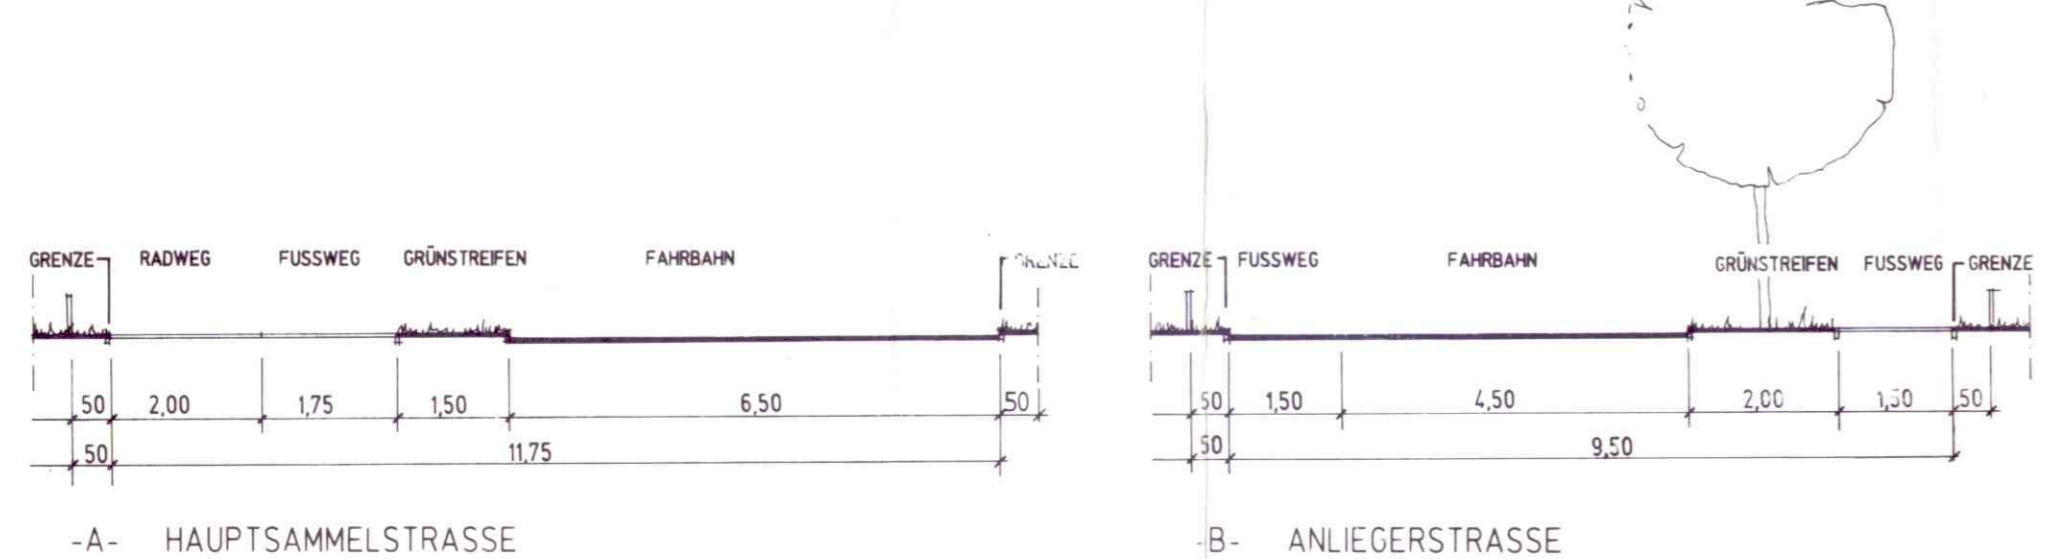 GRENZE RADWEG FUSSWEG GRÜNSTREIFEN FAHRBAHN GRENZE
50 2,00 1,75 1,50 6,50 50
50 11,75
-A- HAUPTSAMMELSTRASSE
GRENZE FUSSWEG FAHRBAHN GRÜNSTREIFEN FUSSWEG GRENZE
50 1,50 4,50 2,00 1,50 50
50 9,50
-B- ANLIEGERSTRASSE